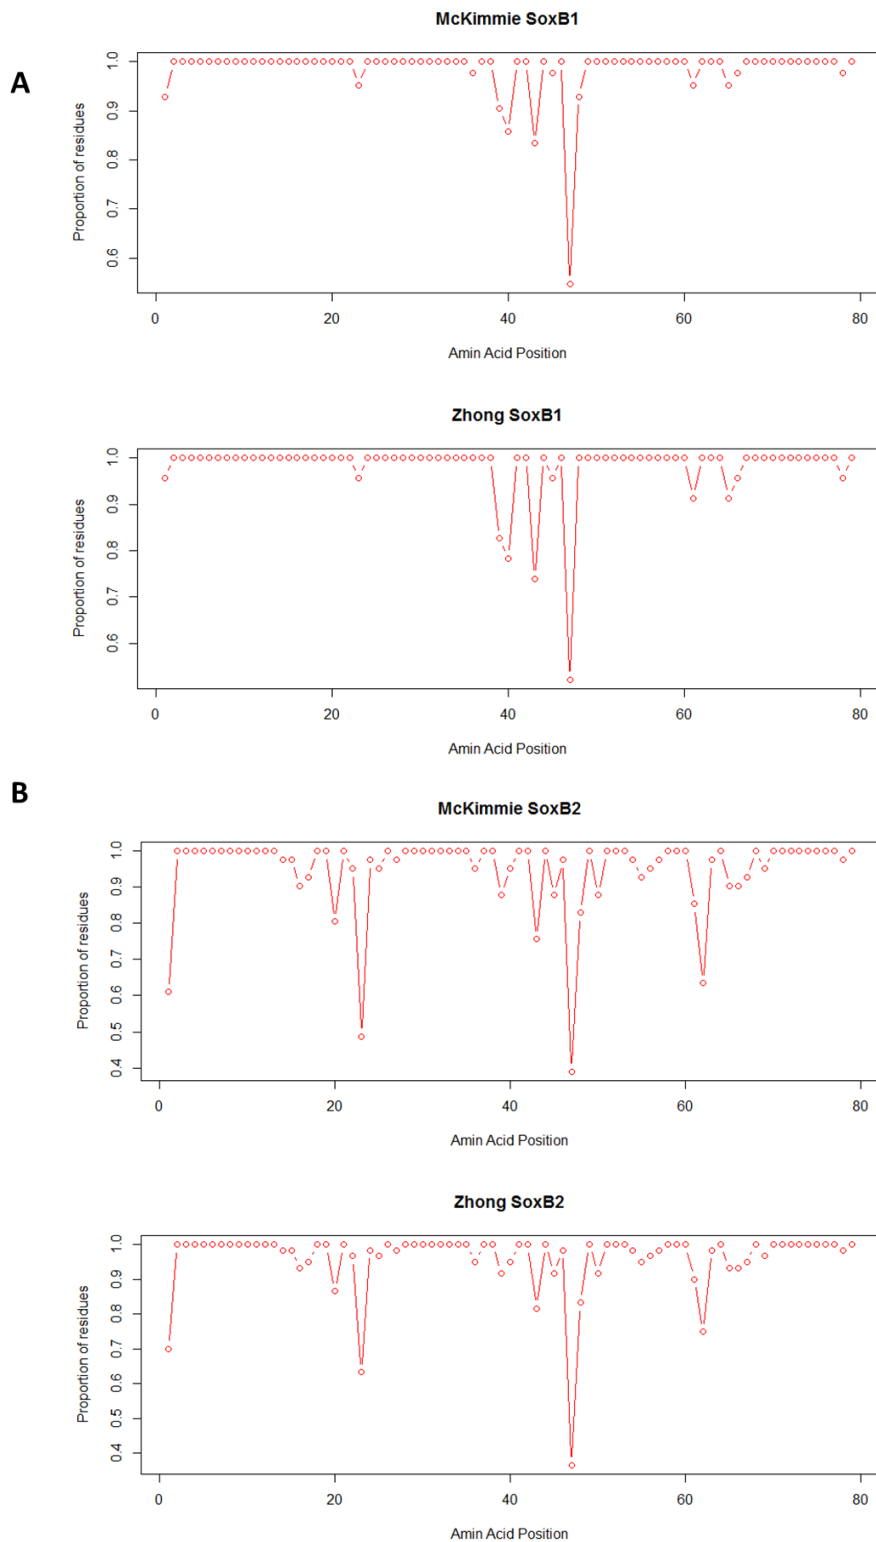 McKimmie SoxB1
A
1.0
0.9
0.8
0.7
0.6
Proportion of residues
0 20 40 60 80
Amin Acid Position
Zhong SoxB1
1.0
0.9
0.8
0.7
0.6
Proportion of residues
0 20 40 60 80
Amin Acid Position
B
McKimmie SoxB2
1.0
0.9
0.8
0.7
0.6
0.5
0.4
Proportion of residues
0 20 40 60 80
Amin Acid Position
Zhong SoxB2
1.0
0.9
0.8
0.7
0.6
0.5
0.4
Proportion of residues
0 20 40 60 80
Amin Acid Position